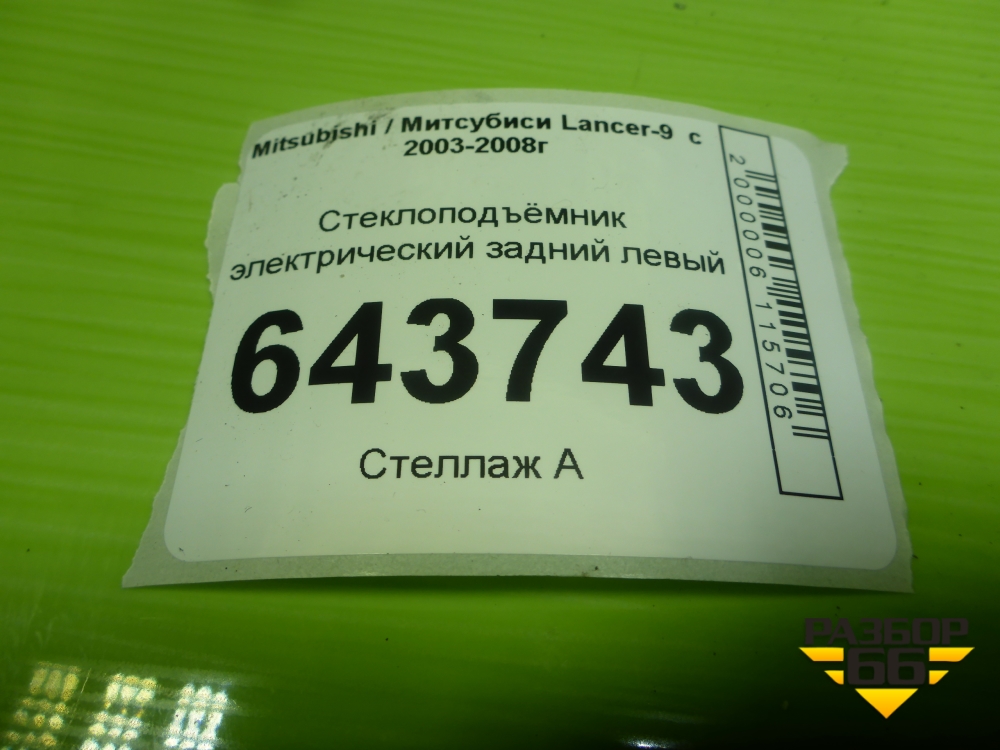 Mitsubishi / Митсубиси Lancer-9 с
2003-2008г
Стеклоподъёмник
электрический задний левый
643743
Стеллаж А
2000006115706
РАЗБОР
66